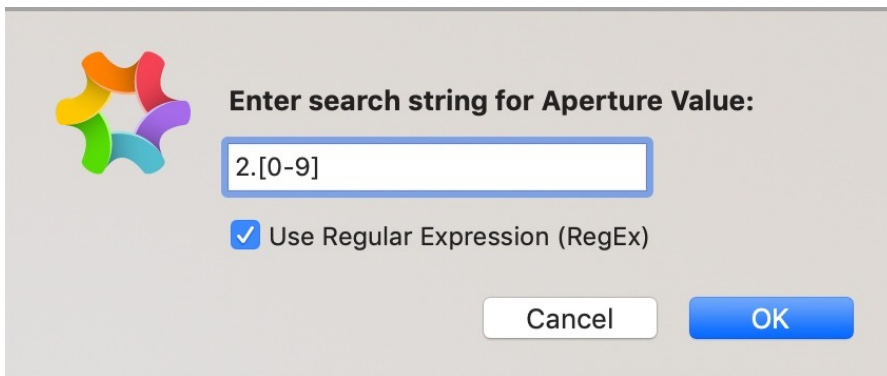 Enter search string for Aperture Value:
2.[0-9]
Use Regular Expression (RegEx)
Cancel OK